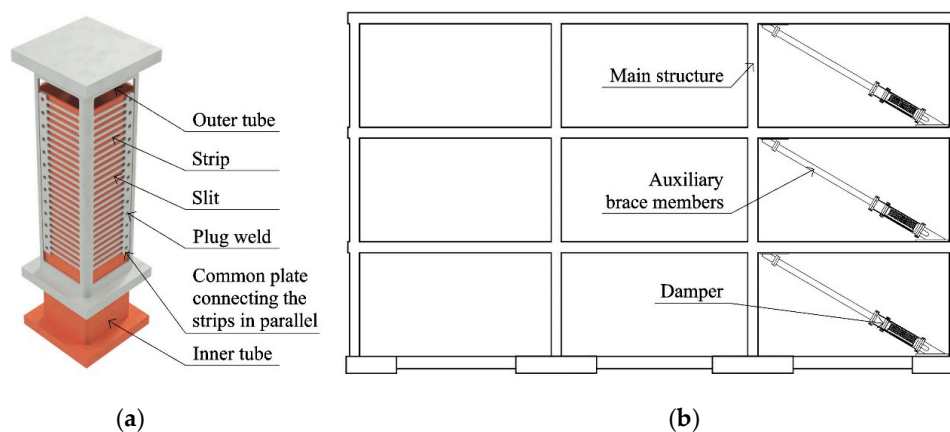 Outer tube
Strip
Slit
Plug weld
Common plate
connecting the
strips in parallel
Inner tube
(a)
Main structure
Auxiliary
brace members
Damper
(b)